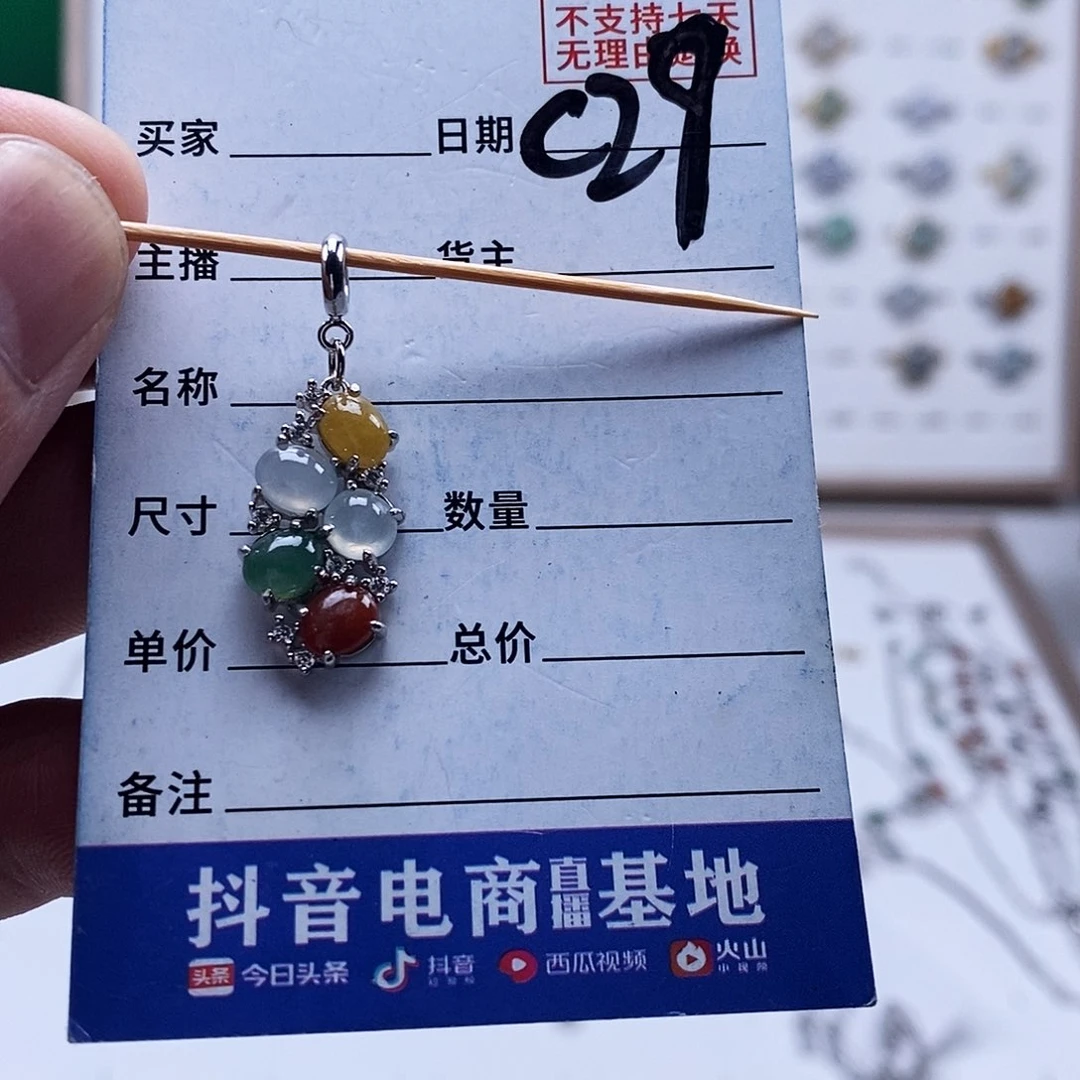 不支持七天
无理由退换
C29
买家 日期
主播 货主
名称
尺寸 数量
单价 总价
备注
抖音电商直播基地
头条 今日头条 抖音 西瓜视频 火山